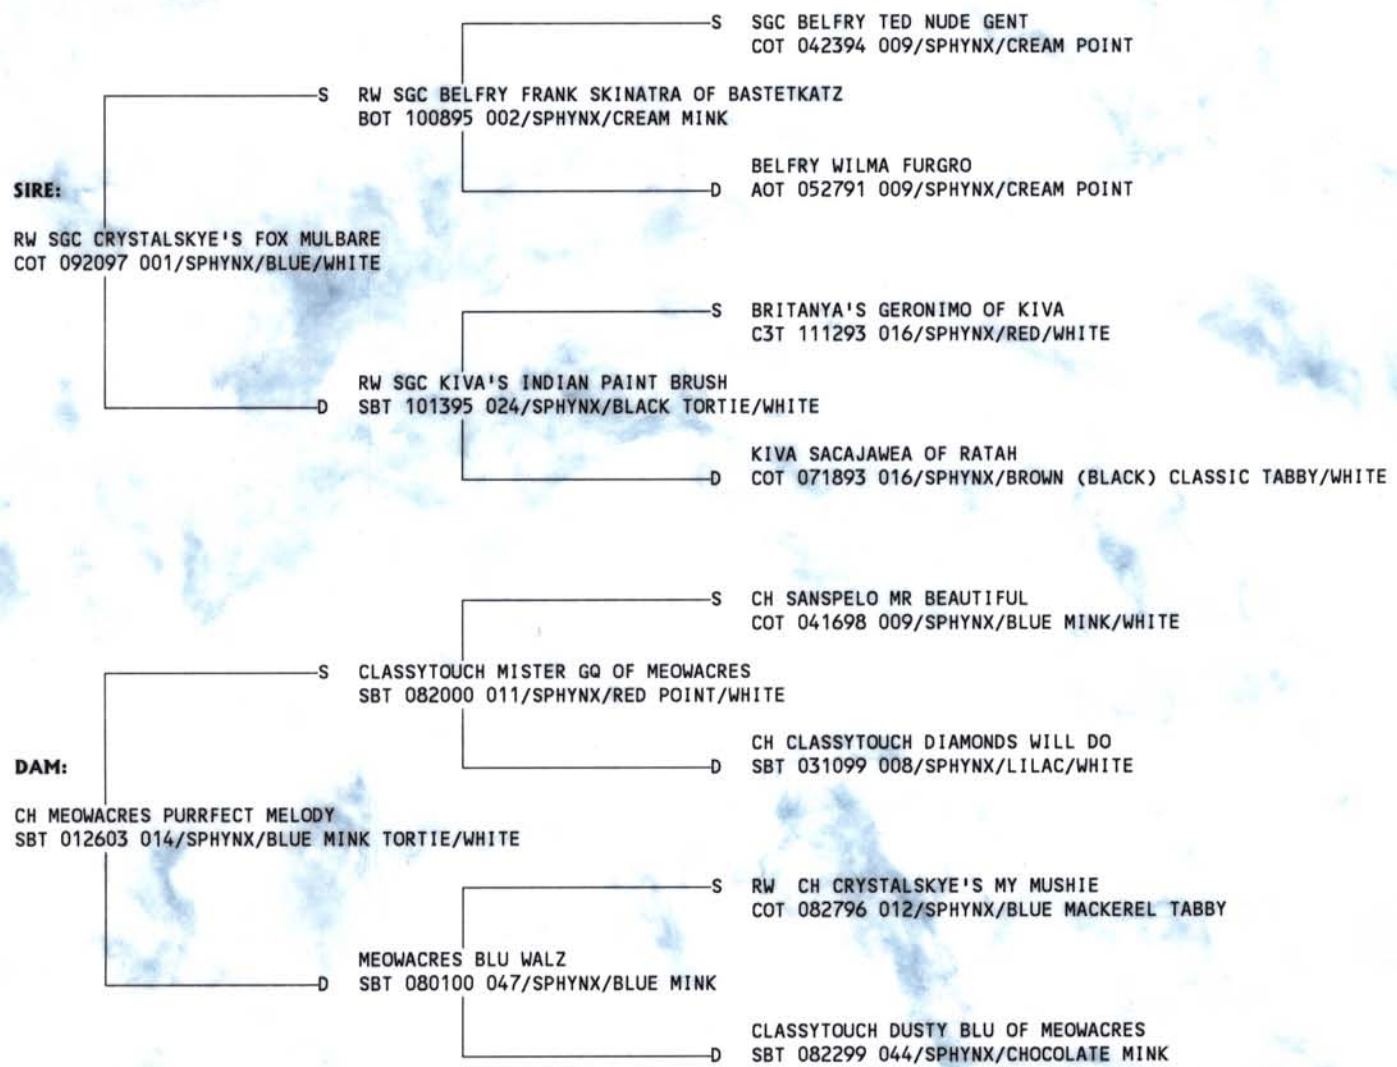 S SGC BELFRY TED NUDE GENT
COT 042394 009/SPHYNX/CREAM POINT
S RW SGC BELFRY FRANK SKINATRA OF BASTETKATZ
BOT 100895 002/SPHYNX/CREAM MINK
BELFRY WILMA FURGRO
D AOT 052791 009/SPHYNX/CREAM POINT
SIRE:
RW SGC CRYSTALSKYE'S FOX MULBARE
COT 092097 001/SPHYNX/BLUE/WHITE
S BRITANYA'S GERONIMO OF KIVA
C3T 111293 016/SPHYNX/RED/WHITE
RW SGC KIVA'S INDIAN PAINT BRUSH
D SBT 101395 024/SPHYNX/BLACK TORTIE/WHITE
KIVA SACAJAWEA OF RATAH
D COT 071893 016/SPHYNX/BROWN (BLACK) CLASSIC TABBY/WHITE
S CH SANSPELO MR BEAUTIFUL
COT 041698 009/SPHYNX/BLUE MINK/WHITE
S CLASSYTOUCH MISTER GQ OF MEOWACRES
SBT 082000 011/SPHYNX/RED POINT/WHITE
CH CLASSYTOUCH DIAMONDS WILL DO
D SBT 031099 008/SPHYNX/LILAC/WHITE
DAM:
CH MEOWACRES PURRFECT MELODY
SBT 012603 014/SPHYNX/BLUE MINK TORTIE/WHITE
S RW CH CRYSTALSKYE'S MY MUSHIE
COT 082796 012/SPHYNX/BLUE MACKEREL TABBY
MEOWACRES BLU WALZ
D SBT 080100 047/SPHYNX/BLUE MINK
CLASSYTOUCH DUSTY BLU OF MEOWACRES
D SBT 082299 044/SPHYNX/CHOCOLATE MINK